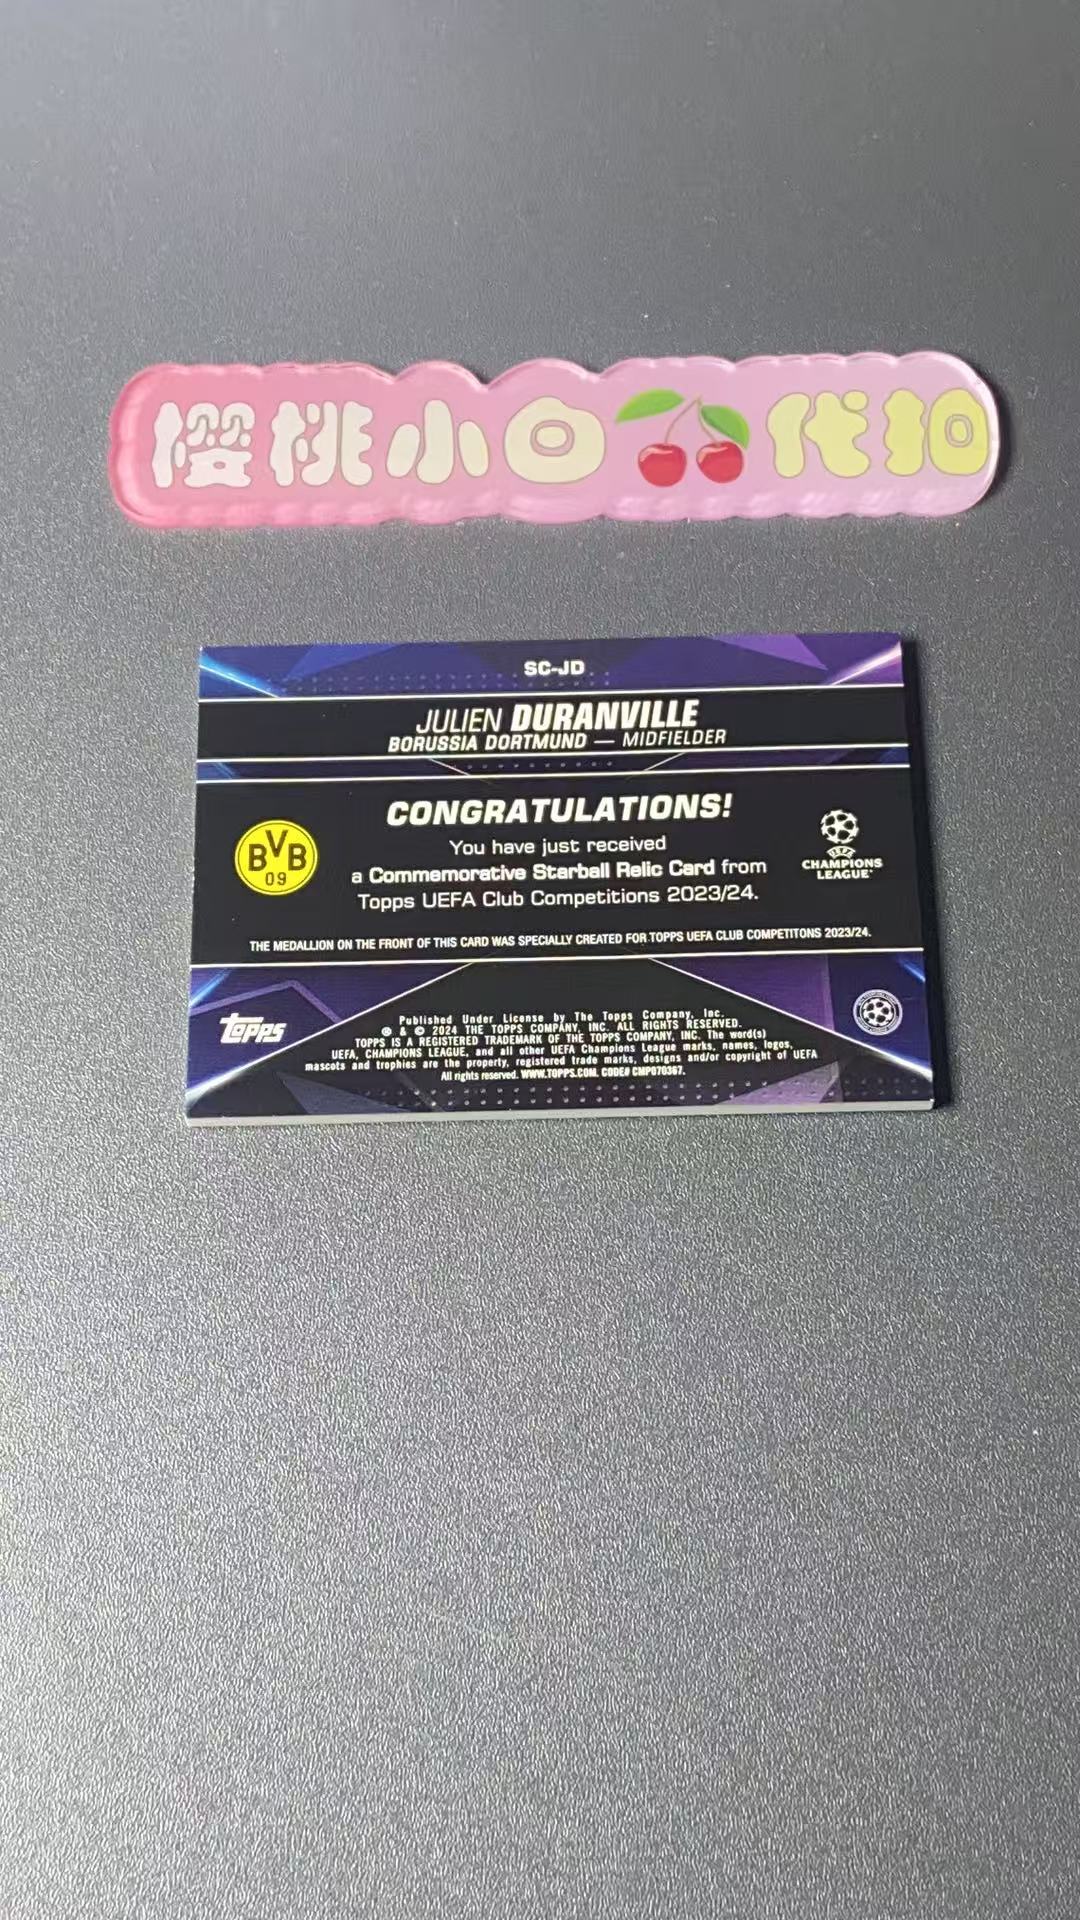 樱桃小日代拍
SC-JD
JULIEN DURANVILLE
BORUSSIA DORTMUND — MIDFIELDER
CONGRATULATIONS!
You have just received
a Commemorative Starball Relic Card from
Topps UEFA Club Competitions 2023/24.
BVB
09
UEFA
CHAMPIONS
LEAGUE
THE MEDALLION ON THE FRONT OF THIS CARD WAS SPECIALLY CREATED FOR TOPPS UEFA CLUB COMPETITONS 2023/24.
topps
Published Under License by The Topps Company, Inc.
® & © 2024 THE TOPPS COMPANY, INC. ALL RIGHTS RESERVED.
TOPPS IS A REGISTERED TRADEMARK OF THE TOPPS COMPANY, INC. The word(s)
UEFA, CHAMPIONS LEAGUE, and all other UEFA Champions League marks, names, logos,
mascots and trophies are the property, registered trade marks, designs and/or copyright of UEFA
All rights reserved. WWW.TOPPS.COM. CODE# CMP070367.